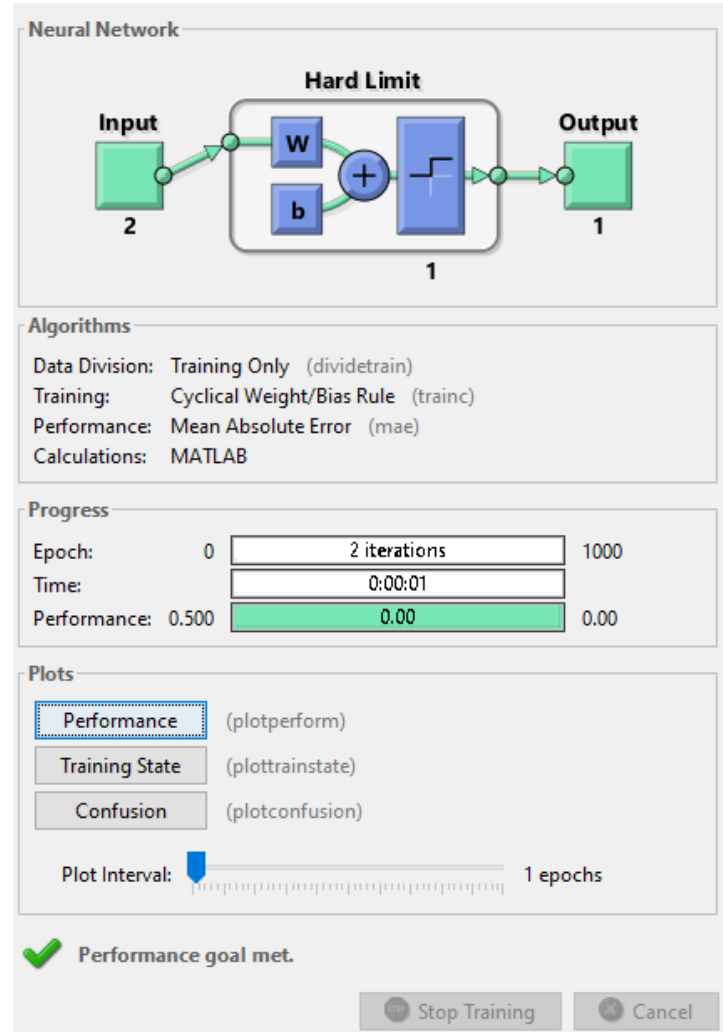 Neural Network
Hard Limit
Input
Output
W
b
+
2
1
1
Algorithms
Data Division: Training Only (dividetrain)
Training: Cyclical Weight/Bias Rule (trainc)
Performance: Mean Absolute Error (mae)
Calculations: MATLAB
Progress
Epoch: 0 2 iterations 1000
Time: 0:00:01
Performance: 0.500 0.00 0.00
Plots
Performance (plotperform)
Training State (plottrainstate)
Confusion (plotconfusion)
Plot Interval: 1 epochs
Performance goal met.
STOP Stop Training Cancel